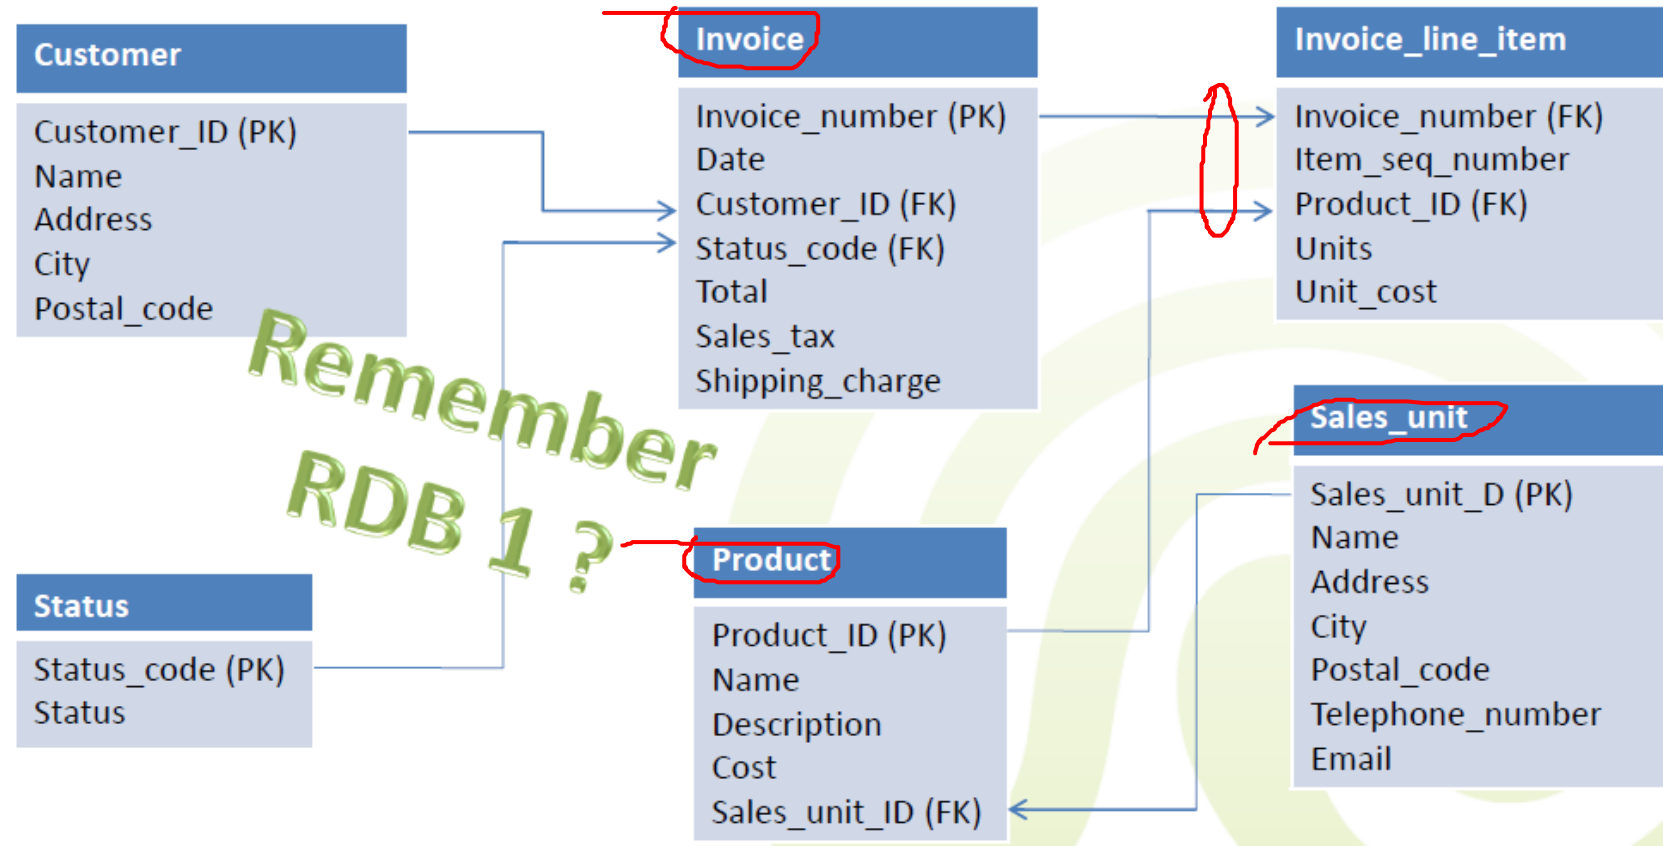 Customer
Customer_ID (PK)
Name
Address
City
Postal_code
Invoice
Invoice_number (PK)
Date
Customer_ID (FK)
Status_code (FK)
Total
Sales_tax
Shipping_charge
Invoice_line_item
Invoice_number (FK)
Item_seq_number
Product_ID (FK)
Units
Unit_cost
Remember
RDB 1 ?
Status
Status_code (PK)
Status
Product
Product_ID (PK)
Name
Description
Cost
Sales_unit_ID (FK)
Sales_unit
Sales_unit_D (PK)
Name
Address
City
Postal_code
Telephone_number
Email